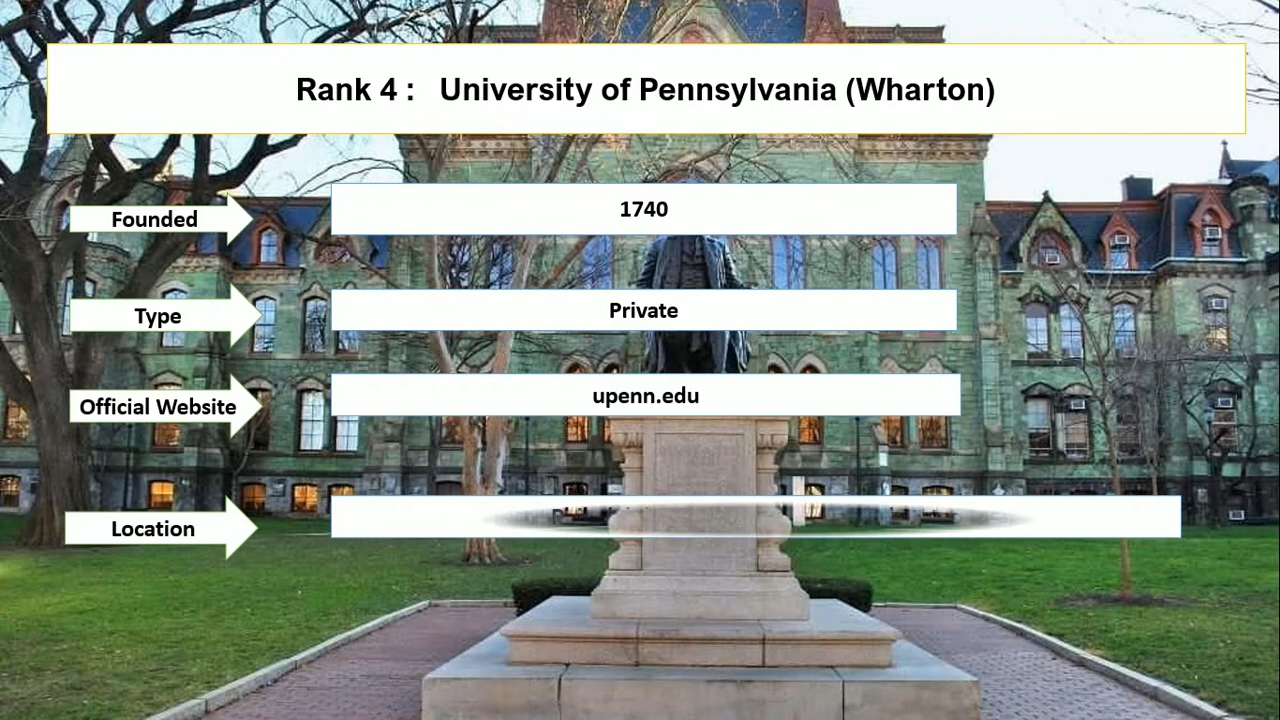 Rank 4 : University of Pennsylvania (Wharton)
Founded
1740
Type
Private
Official Website
upenn.edu
Location